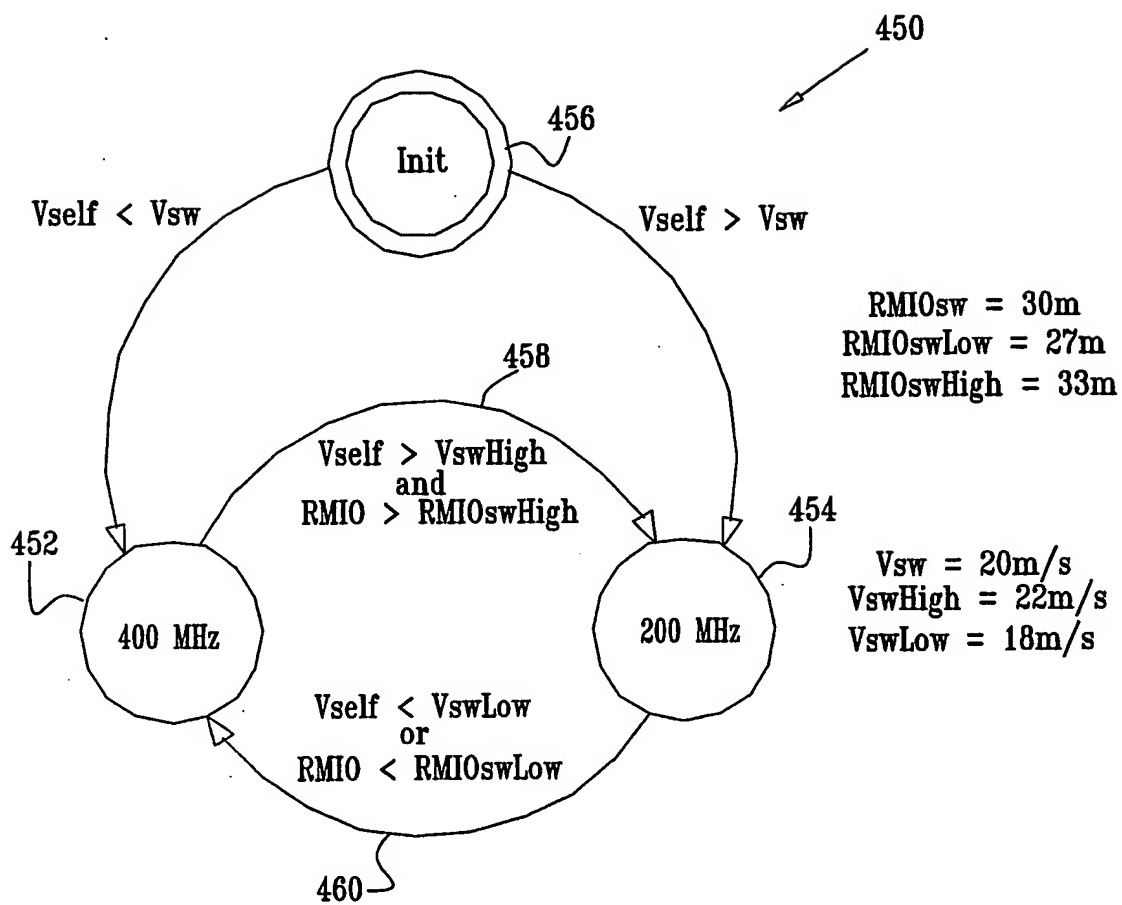 450
456
Init
Vself < Vsw
Vself > Vsw
RMIOsw = 30m
RMIOswLow = 27m
RMIOswHigh = 33m
458
Vself > VswHigh
and
RMIO > RMIOswHigh
452
454
Vsw = 20m/s
VswHigh = 22m/s
VswLow = 18m/s
400 MHz
200 MHz
Vself < VswLow
or
RMIO < RMIOswLow
460